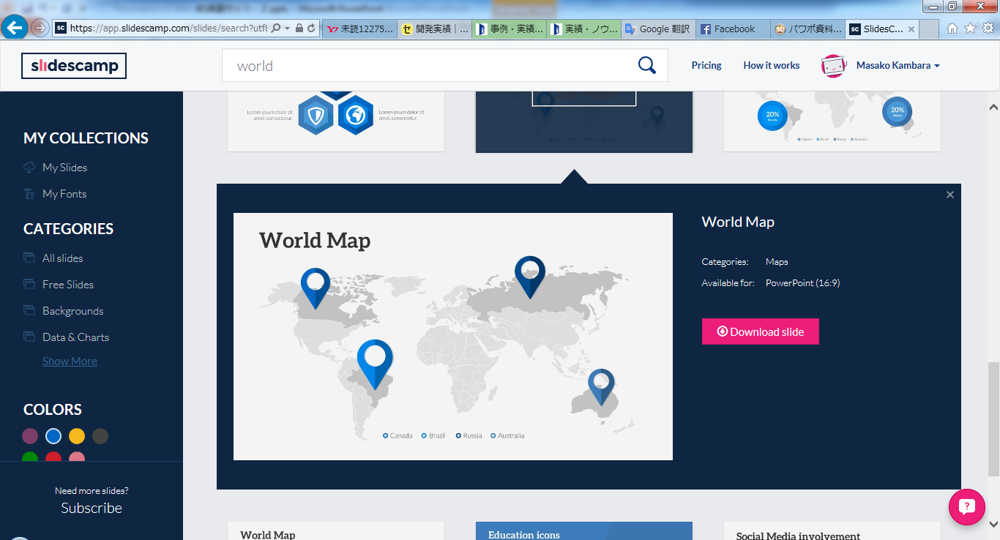 https://app.slidescamp.com/slides/search?utf8
未読12275...
開発実績｜...
事例・実績...
実績・ノウ...
Google 翻訳
Facebook
パワポ資料...
SlidesC...
slidescamp
world
Pricing
How it works
Masako Kambara
MY COLLECTIONS
My Slides
My Fonts
CATEGORIES
All slides
Free Slides
Backgrounds
Data & Charts
Show More
COLORS
Need more slides?
Subscribe
Lorem ipsum dolor sit
amet, consectetur.
Lorem ipsum dolor sit
amet, consectetur.
20%
20%
Canada Brazil Russia Australia
World Map
Canada Brazil Russia Australia
World Map
Categories: Maps
Available for: PowerPoint (16:9)
Download slide
World Map
Education icons
Social Media involvement